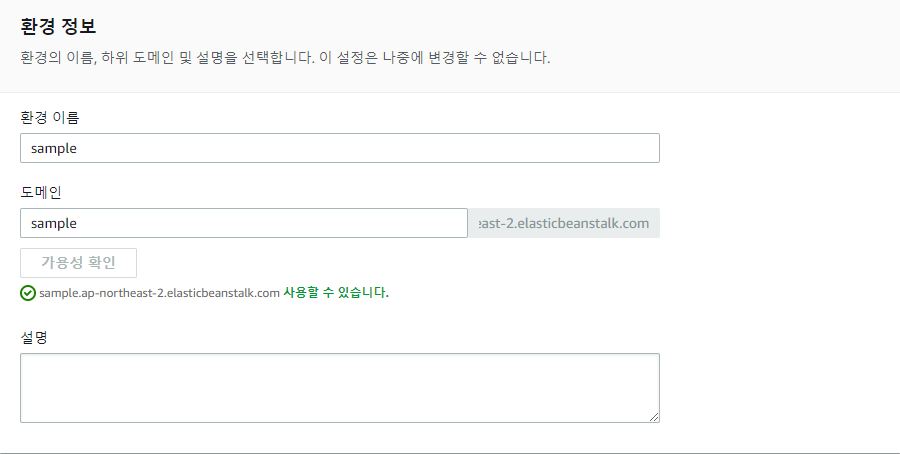 환경 정보
환경의 이름, 하위 도메인 및 설명을 선택합니다. 이 설정은 나중에 변경할 수 없습니다.
환경 이름
sample
도메인
sample
east-2.elasticbeanstalk.com
가용성 확인
sample.ap-northeast-2.elasticbeanstalk.com 사용할 수 있습니다.
설명